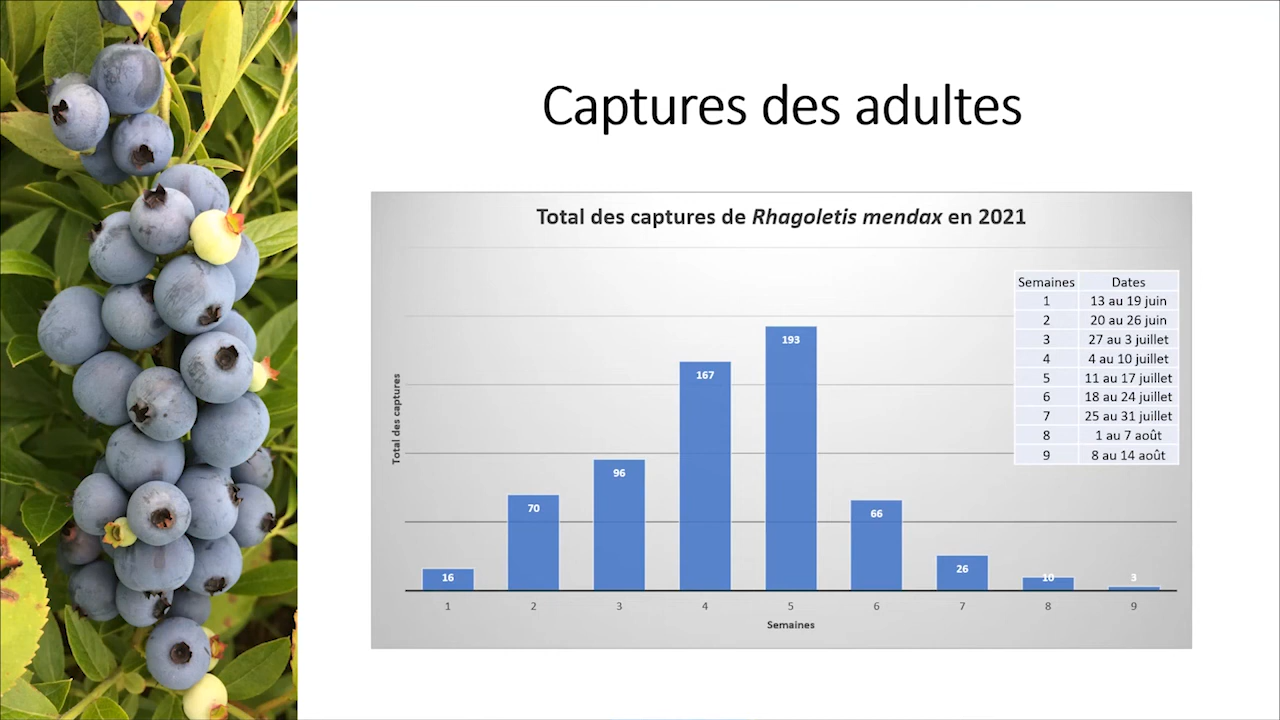 Captures des adultes
Total des captures de Rhagoletis mendax en 2021
Semaines Dates
1 13 au 19 juin
2 20 au 26 juin
3 27 au 3 juillet
4 4 au 10 juillet
5 11 au 17 juillet
6 18 au 24 juillet
7 25 au 31 juillet
8 1 au 7 août
9 8 au 14 août
Total des captures
16 70 96 167 193 66 26 10 3
1 2 3 4 5 6 7 8 9
Semaines